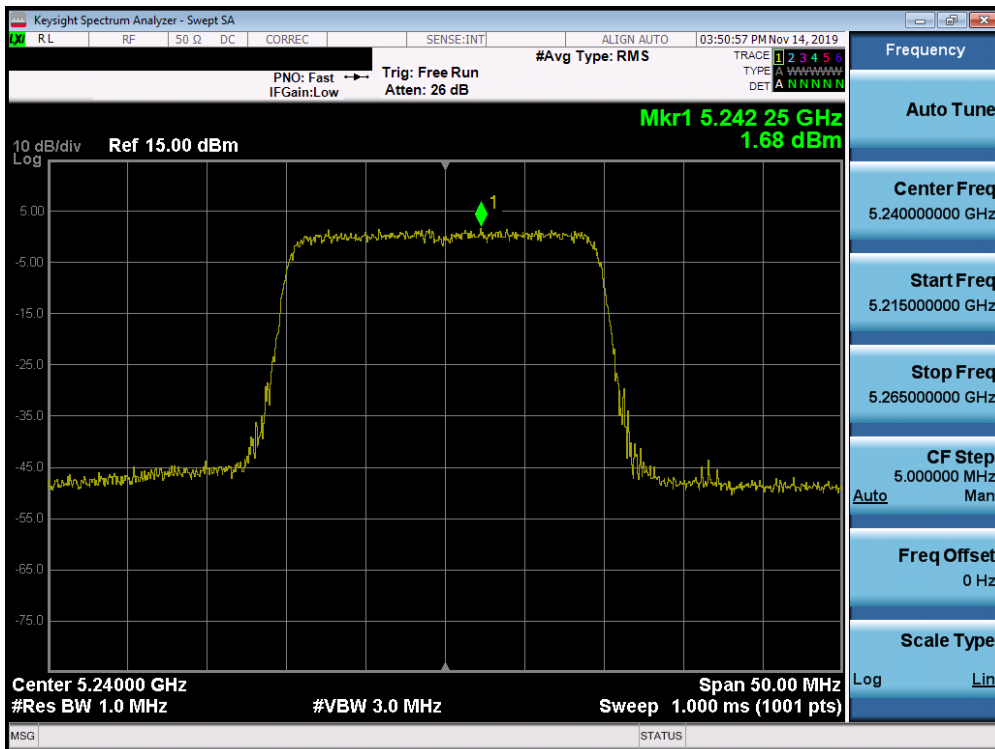 Keysight Spectrum Analyzer - Swept SA
LXI RL RF 50 Ω DC CORREC SENSE:INT ALIGN AUTO 03:50:57 PM Nov 14, 2019
#Avg Type: RMS
TRACE 1 2 3 4 5 6
TYPE A WWWWW
DET A N N N N N
PNO: Fast
IFGain:Low
Trig: Free Run
Atten: 26 dB
Mkr1 5.242 25 GHz
1.68 dBm
10 dB/div Ref 15.00 dBm
Log
1
5.00
-5.00
-15.0
-25.0
-35.0
-45.0
-55.0
-65.0
-75.0
Center 5.24000 GHz Span 50.00 MHz
#Res BW 1.0 MHz #VBW 3.0 MHz Sweep 1.000 ms (1001 pts)
MSG STATUS
Frequency
Auto Tune
Center Freq
5.240000000 GHz
Start Freq
5.215000000 GHz
Stop Freq
5.265000000 GHz
CF Step
5.000000 MHz
Auto Man
Freq Offset
0 Hz
Scale Type
Log Lin